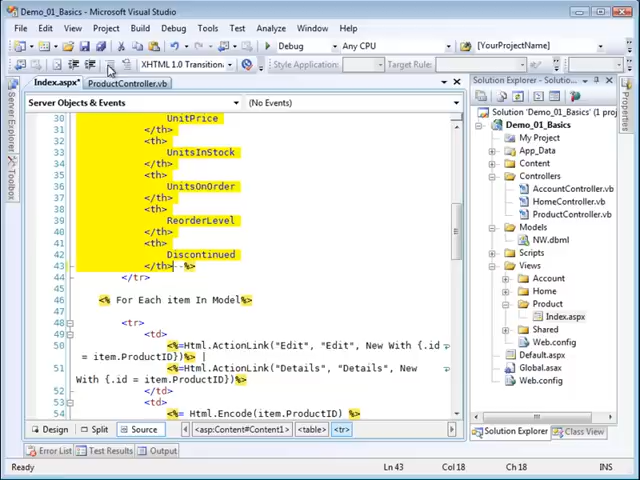 Demo_01_Basics - Microsoft Visual Studio
File Edit View Project Build Debug Tools Test Analyze Window Help
Debug Any CPU [YourProjectName]
XHTML 1.0 Transition Style Application: Target Rule:
Index.aspx* ProductController.vb
Server Objects & Events (No Events)
30 UnitPrice
31 </th>
32 <th>
33 UnitsInStock
34 </th>
35 <th>
36 UnitsOnOrder
37 </th>
38 <th>
39 ReorderLevel
40 </th>
41 <th>
42 Discontinued
43 </th>--%>
44 </tr>
45
46 <% For Each item In Model%>
47
48 <tr>
49 <td>
50 <%=Html.ActionLink("Edit", "Edit", New With {.id
= item.ProductID})%> |
51 <%=Html.ActionLink("Details", "Details", New
With {.id = item.ProductID})%>
52 </td>
53 <td>
54 <%= Html.Encode(item.ProductID) %>
Design Split Source <asp:Content#Content1> <table> <tr>
Error List Test Results Output
Ready Ln 43 Col 18 Ch 18
Server Explorer
Toolbox
Solution Explorer - Demo_01_Basics
Solution 'Demo_01_Basics' (1 proj
Demo_01_Basics
My Project
App_Data
Content
Controllers
AccountController.vb
HomeController.vb
ProductController.vb
Models
NW.dbml
Scripts
Views
Account
Home
Product
Index.aspx
Shared
Web.config
Default.aspx
Global.asax
Web.config
Solution Explorer Class View
Properties